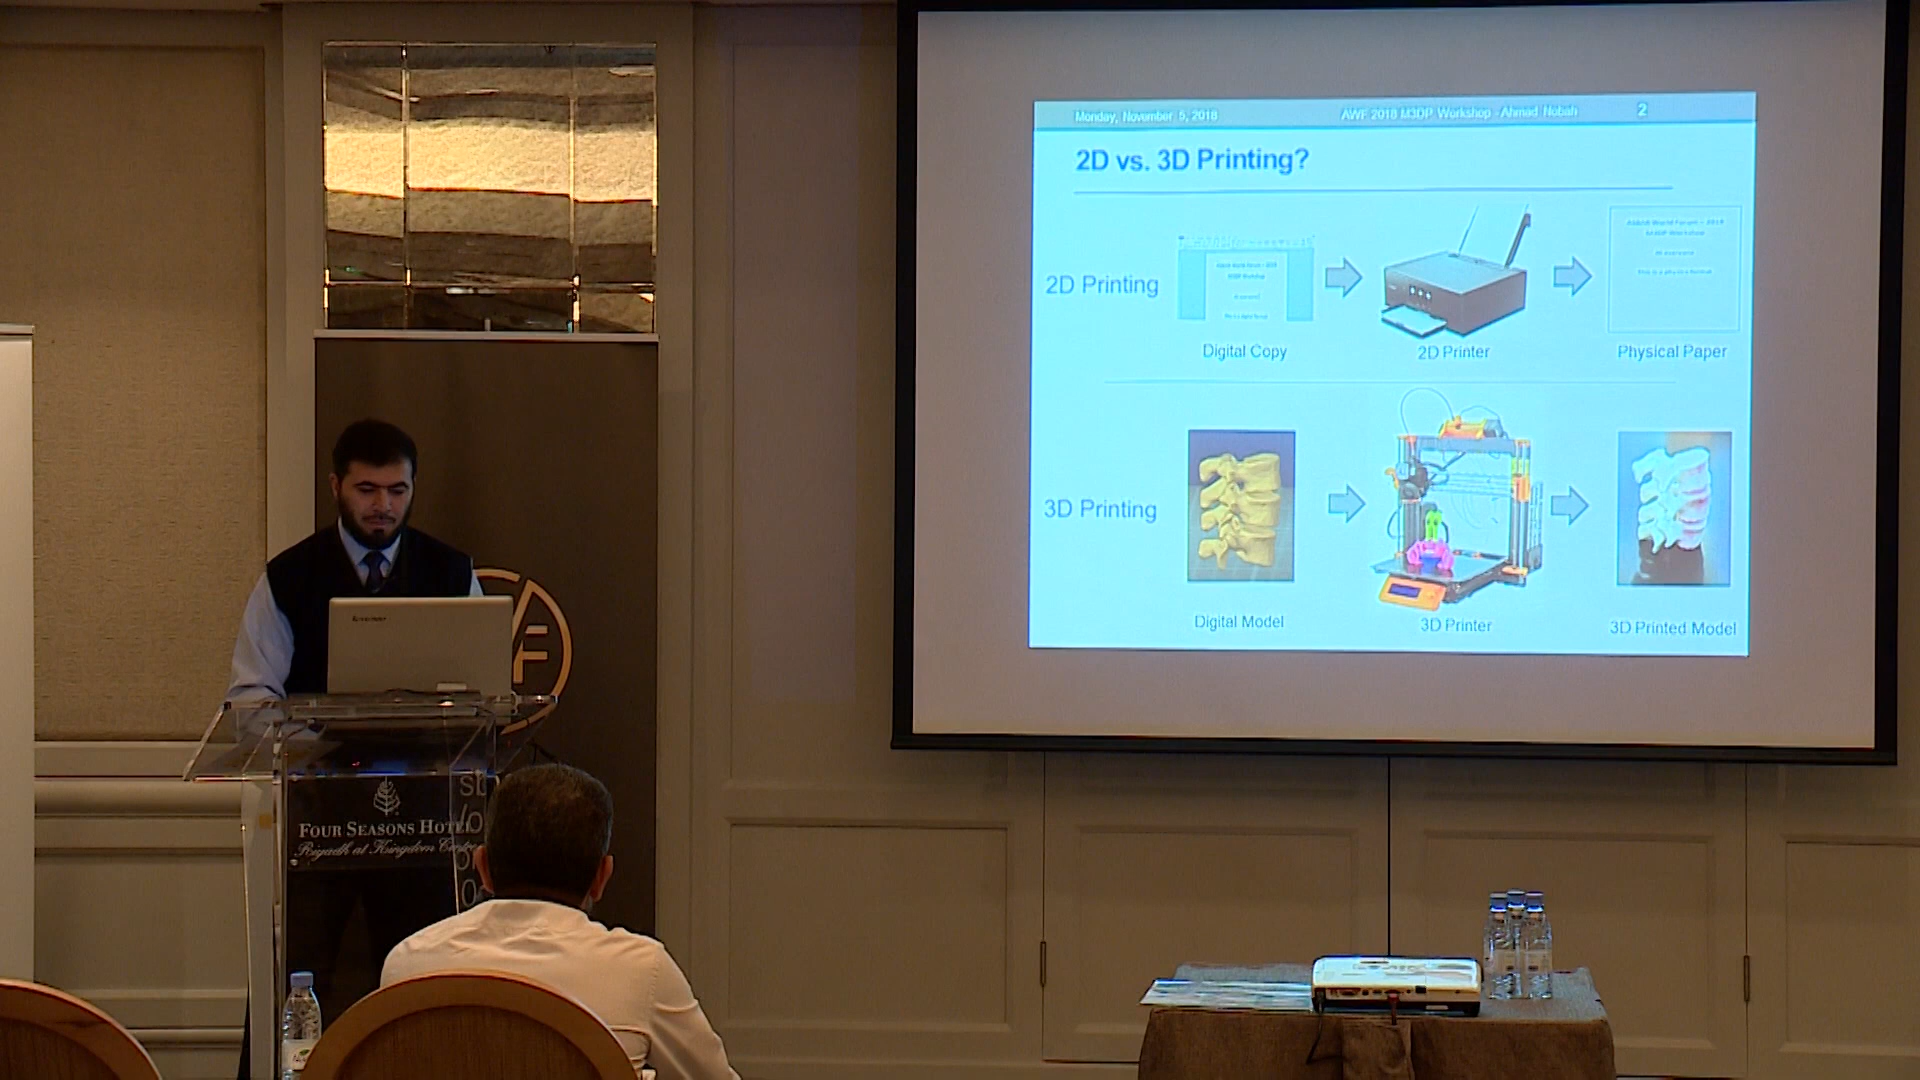 Monday, November 5, 2018
AWF 2018 M3DP Workshop - Ahmad Nobah
2
2D vs. 3D Printing?
2D Printing
Digital Copy
2D Printer
Physical Paper
3D Printing
Digital Model
3D Printer
3D Printed Model
Lenovo
F
FOUR SEASONS HOTEL
Riyadh at Kingdom Centre